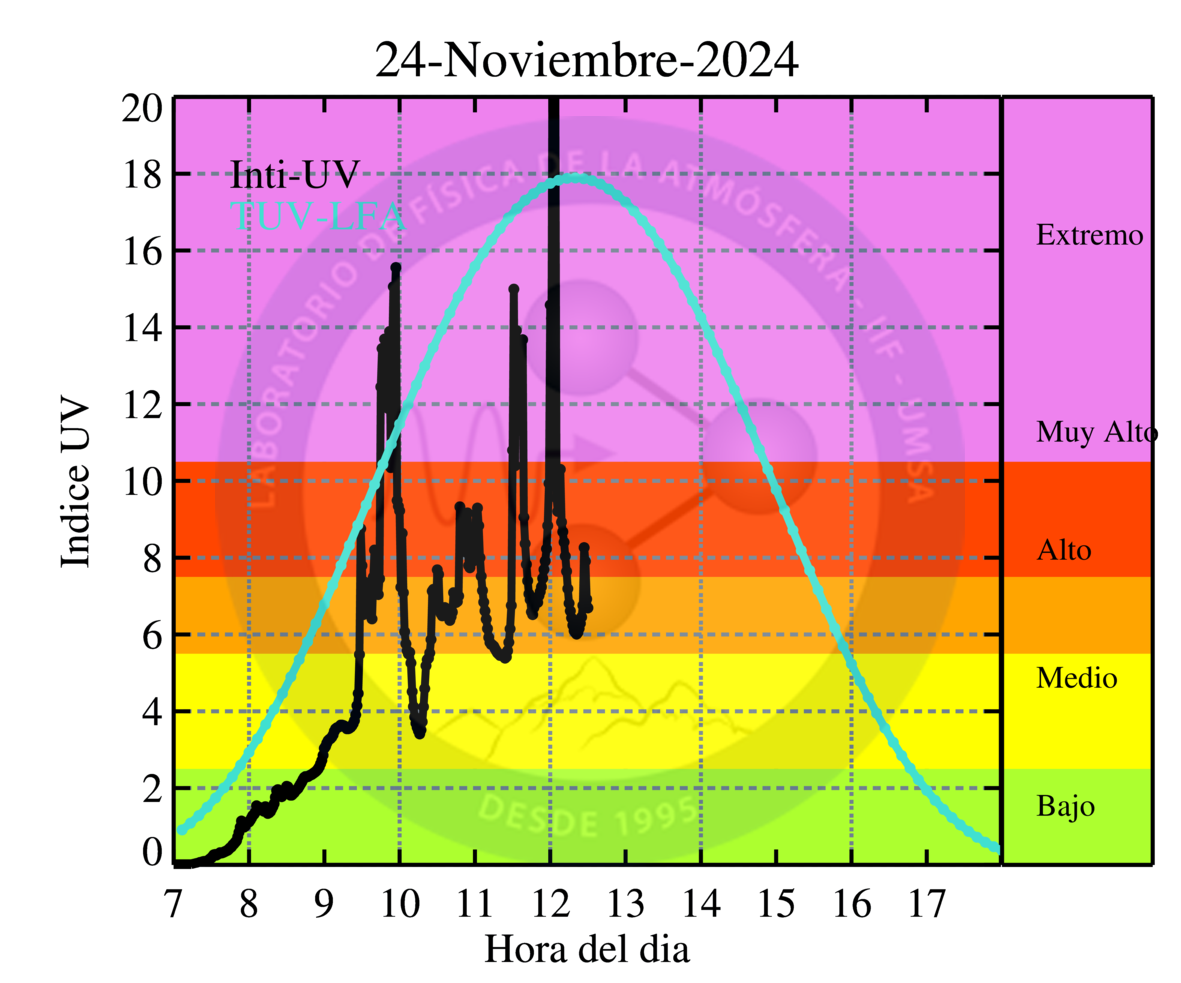 24-Noviembre-2024
20
18
16
14
12
10
8
6
4
2
0
Indice UV
Inti-UV
TUV-LFA
LABORATORIO DE FÍSICA DE LA ATMÓSFERA - IIF - UMSA
DESDE 1995
Extremo
Muy Alto
Alto
Medio
Bajo
7 8 9 10 11 12 13 14 15 16 17
Hora del dia